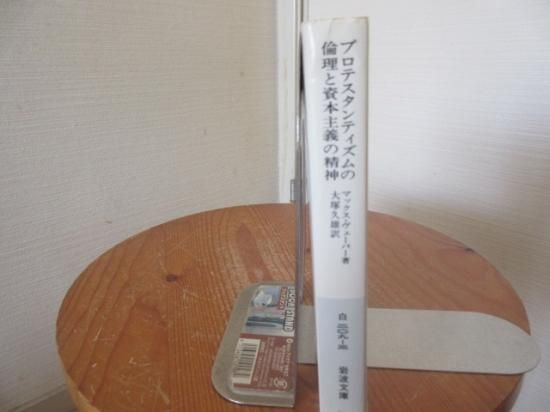 プロテスタンティズムの
倫理と資本主義の精神
マックス・ヴェーバー著
大塚久雄訳
白二〇九-三
岩波文庫